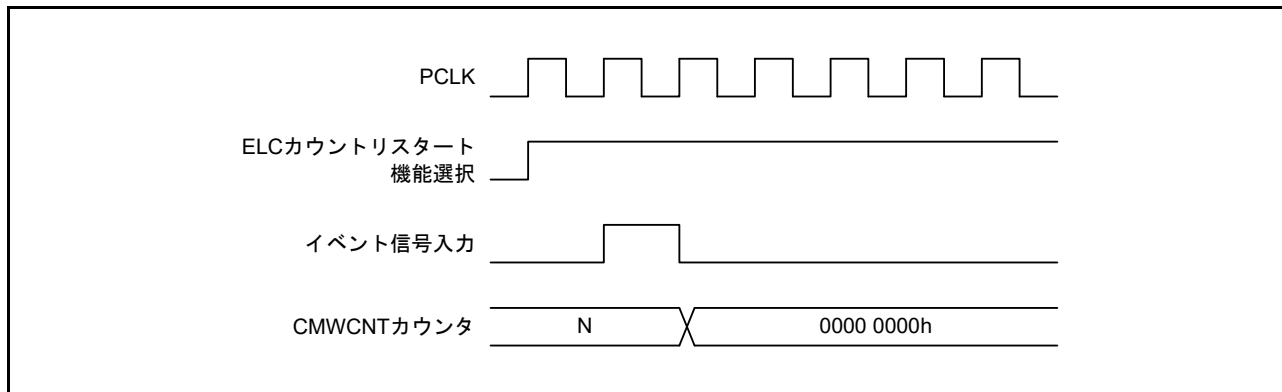 PCLK
ELCカウントリスタート
機能選択
イベント信号入力
CMWCNTカウンタ
N
0000 0000h